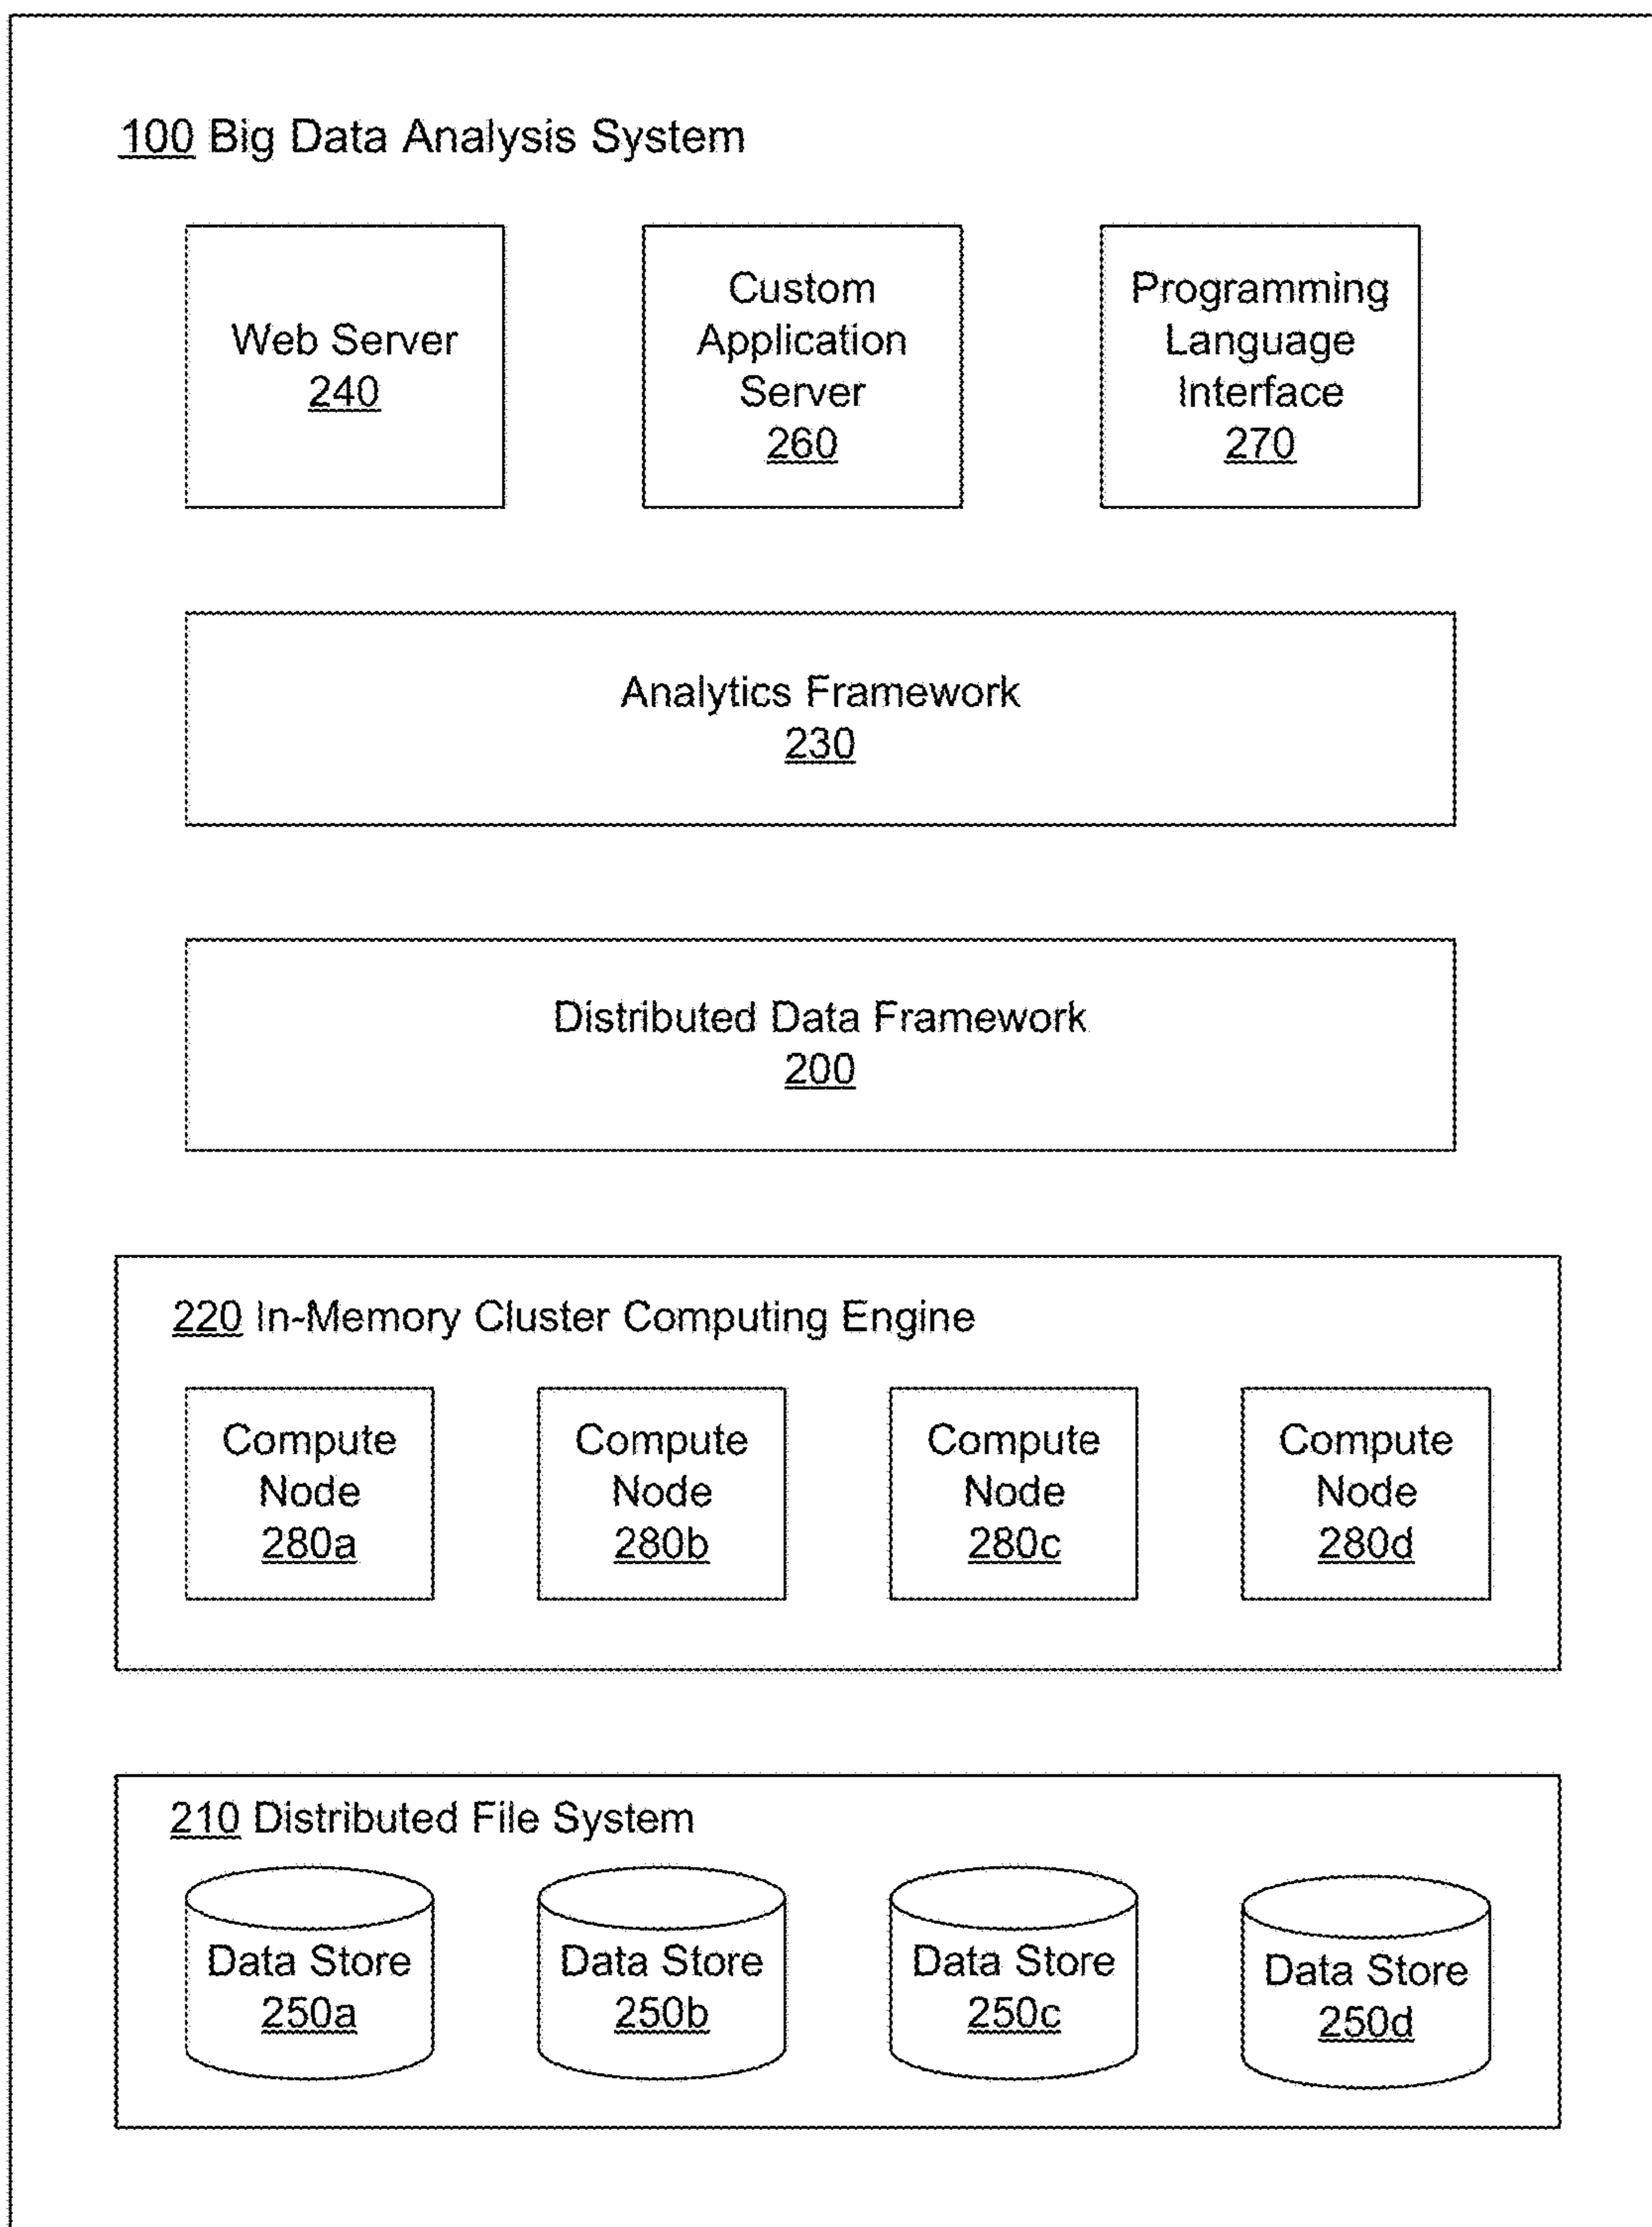 100 Big Data Analysis System
Web Server
240
Custom
Application
Server
260
Programming
Language
Interface
270
Analytics Framework
230
Distributed Data Framework
200
220 In-Memory Cluster Computing Engine
Compute
Node
280a
Compute
Node
280b
Compute
Node
280c
Compute
Node
280d
210 Distributed File System
Data Store
250a
Data Store
250b
Data Store
250c
Data Store
250d